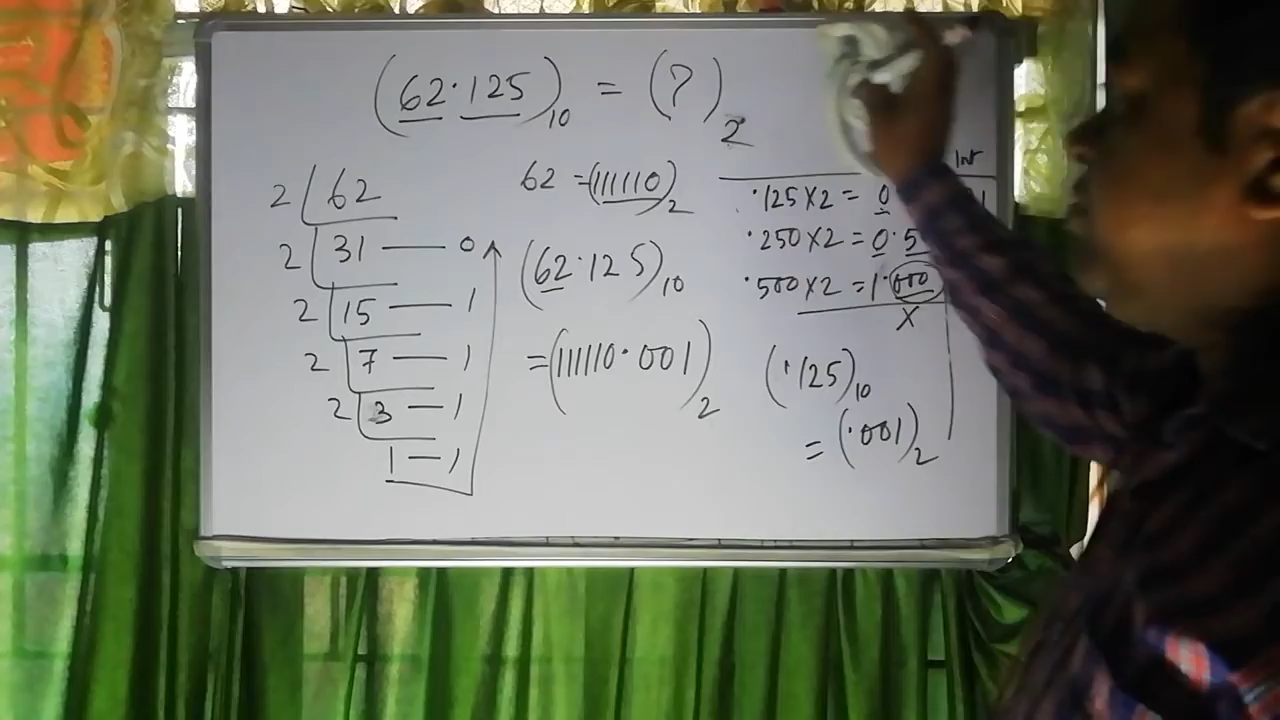 (62.125)10 = (?)2
2 62
2 31 — 0
2 15 — 1
2 7 — 1
2 3 — 1
1 — 1
62 = (111110)2
(62.125)10
= (111110.001)2
Int
.125 X 2 = 0
.250 X 2 = 0.5
.500 X 2 = 1.000
X
(.125)10
= (.001)2